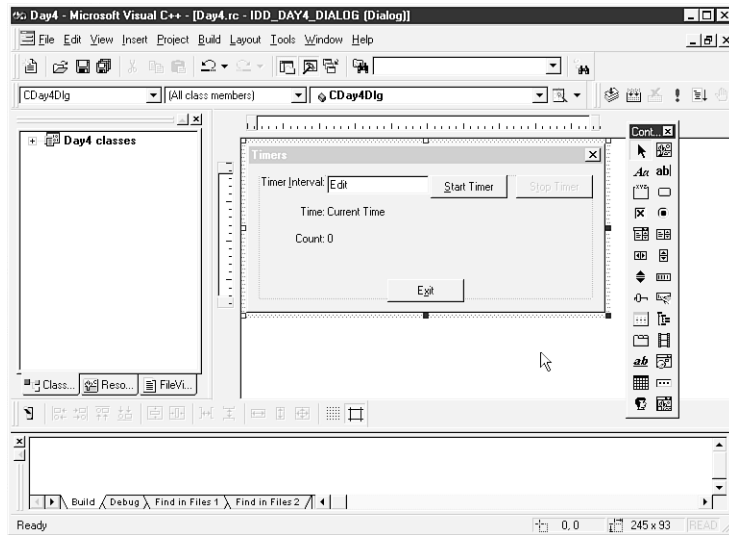 Day4 - Microsoft Visual C++ - [Day4.rc - IDD_DAY4_DIALOG (Dialog)]
File Edit View Insert Project Build Layout Tools Window Help
CDay4Dlg (All class members) CDay4Dlg
Day4 classes
Timers
Timer Interval: Edit Start Timer Stop Timer
Time: Current Time
Count: 0
Exit
Cont...
Aa ab|
XYZ
ab
Class... Reso... FileVi...
Build Debug Find in Files 1 Find in Files 2
Ready 0, 0 245 x 93 READ